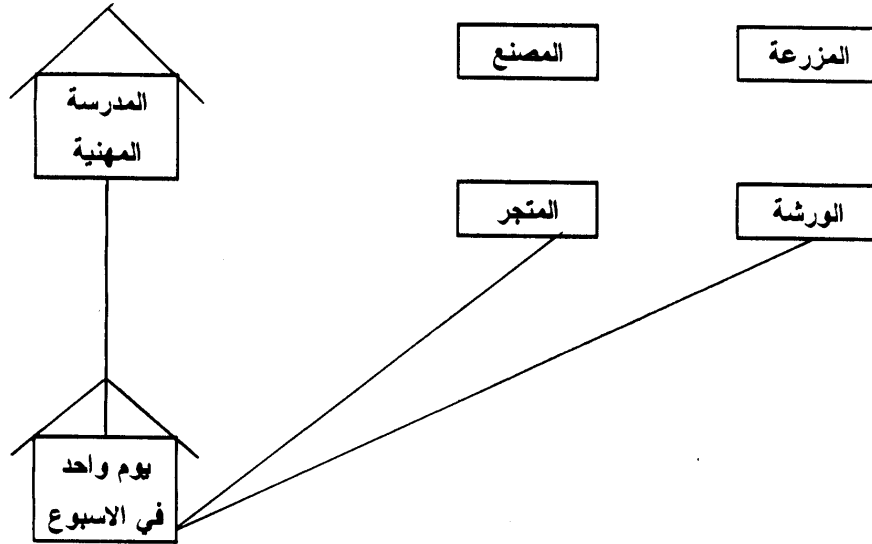 المزرعة
المصنع
المدرسة
المهنية
الورشة
المتجر
يوم واحد
في الاسبوع